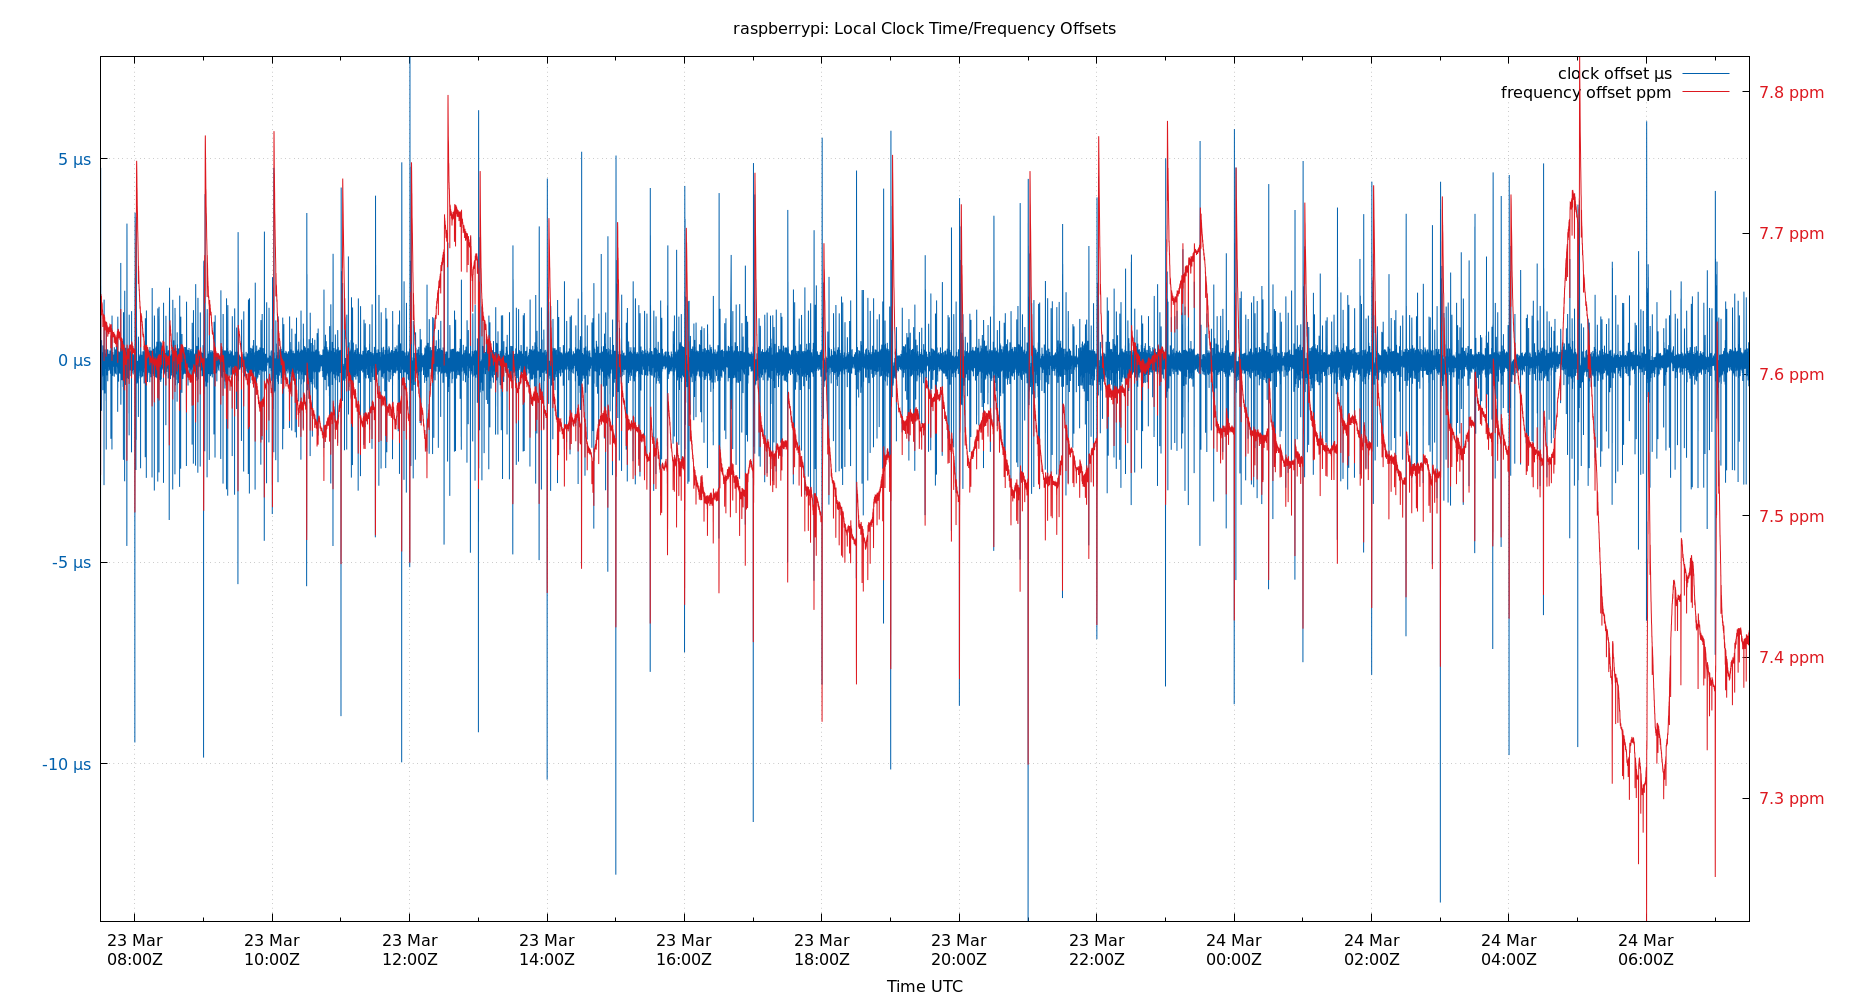 raspberrypi: Local Clock Time/Frequency Offsets
clock offset µs
frequency offset ppm
5 µs
0 µs
-5 µs
-10 µs
7.8 ppm
7.7 ppm
7.6 ppm
7.5 ppm
7.4 ppm
7.3 ppm
23 Mar 23 Mar 23 Mar 23 Mar 23 Mar 23 Mar 23 Mar 23 Mar 24 Mar 24 Mar 24 Mar 24 Mar
08:00Z 10:00Z 12:00Z 14:00Z 16:00Z 18:00Z 20:00Z 22:00Z 00:00Z 02:00Z 04:00Z 06:00Z
Time UTC